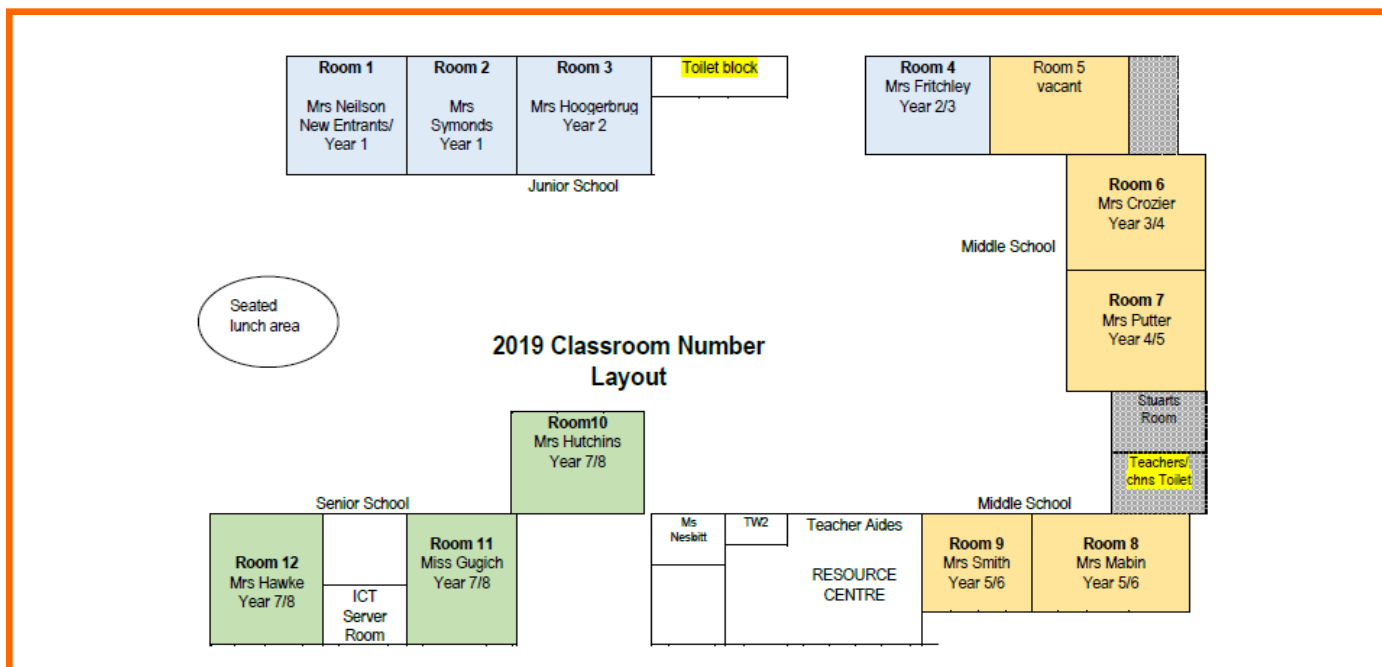 Room 1
Mrs Neilson
New Entrants/
Year 1
Room 2
Mrs
Symonds
Year 1
Room 3
Mrs Hoogerbrug
Year 2
Toilet block
Room 4
Mrs Fritchley
Year 2/3
Room 5
vacant
Junior School
Room 6
Mrs Crozier
Year 3/4
Middle School
Seated
lunch area
Room 7
Mrs Putter
Year 4/5
2019 Classroom Number
Layout
Stuarts
Room
Room10
Mrs Hutchins
Year 7/8
Teachers/
chns Toilet
Senior School
Middle School
Room 12
Mrs Hawke
Year 7/8
ICT
Server
Room
Room 11
Miss Gugich
Year 7/8
Ms
Nesbitt
TW2
Teacher Aides
RESOURCE
CENTRE
Room 9
Mrs Smith
Year 5/6
Room 8
Mrs Mabin
Year 5/6